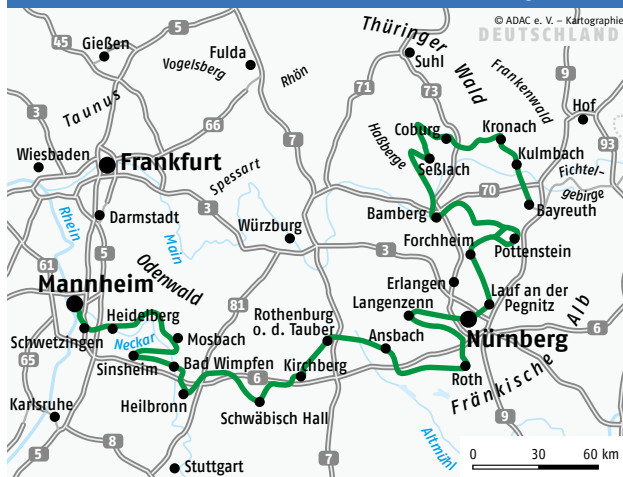 © ADAC e. V. – Kartographie
DEUTSCHLAND
5
45
Gießen
Fulda
Vogelsberg
Rhön
Thüringer
Wald
Suhl
Frankenwald
9
Hof
Taunus
3
66
7
71
73
Haßberge
Coburg
Kronach
93
Wiesbaden
Frankfurt
Spessart
Seßlach
Kulmbach
Fichtel-
gebirge
70
Rhein
Darmstadt
Main
3
Würzburg
Bamberg
Bayreuth
Forchheim
Pottenstein
61
5
Odenwald
3
Mannheim
81
Erlangen
Lauf an der
Pegnitz
Langenzenn
Heidelberg
Rothenburg
o. d. Tauber
Nürnberg
Alb
6
Schwetzingen
Neckar
Mosbach
Ansbach
65
Sinsheim
Bad Wimpfen
6
Kirchberg
Roth
Fränkische
Karlsruhe
Heilbronn
Schwäbisch Hall
9
8
5
Stuttgart
7
Altmühl
0 30 60 km